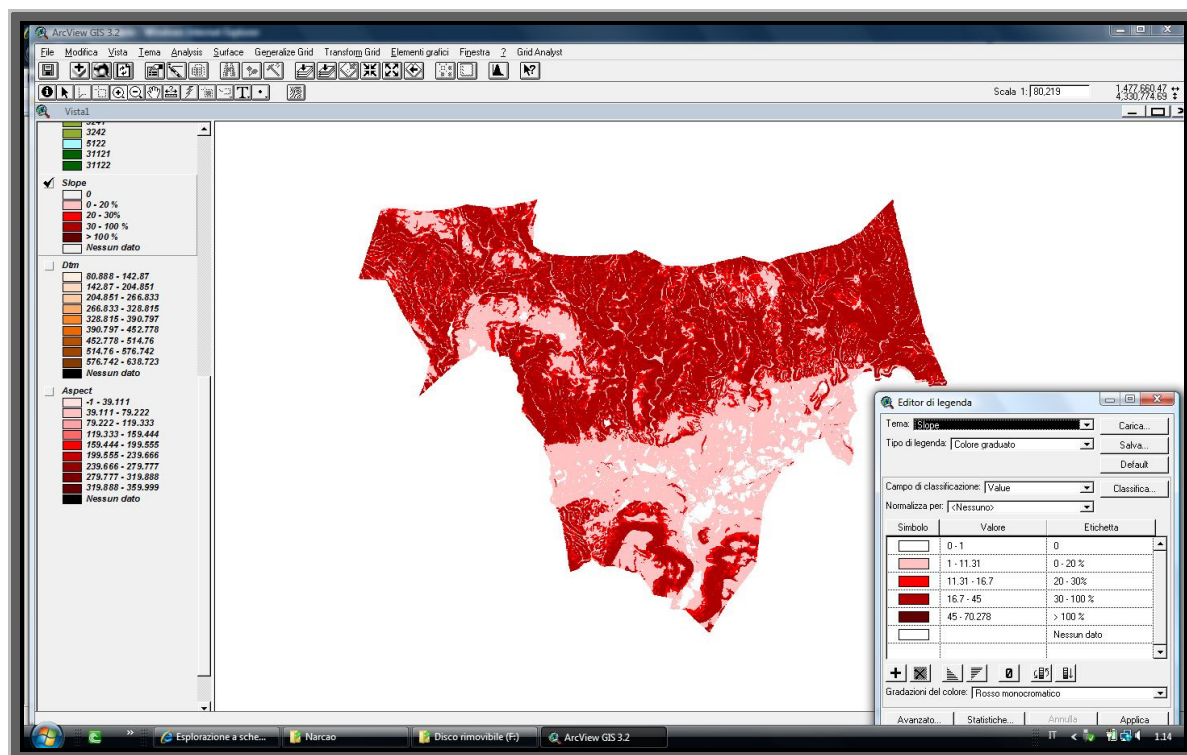 ArcView GIS 3.2
File Modifica Vista Tema Analysis Surface Generalize Grid Transform Grid Elementi grafici Finestra ? Grid Analyst
Scala 1: 80,219
1,477,660.47
4,330,774.69
Vista1
3241
3242
5122
31121
31122
Slope
0
0 - 20 %
20 - 30%
30 - 100 %
> 100 %
Nessun dato
Dtm
80.888 - 142.87
142.87 - 204.851
204.851 - 266.833
266.833 - 328.815
328.815 - 390.797
390.797 - 452.778
452.778 - 514.76
514.76 - 576.742
576.742 - 638.723
Nessun dato
Aspect
-1 - 39.111
39.111 - 79.222
79.222 - 119.333
119.333 - 159.444
159.444 - 199.555
199.555 - 239.666
239.666 - 279.777
279.777 - 319.888
319.888 - 359.999
Nessun dato
Editor di legenda
Tema: Slope
Carica...
Tipo di legenda: Colore graduato
Salva...
Default
Campo di classificazione: Value
Classifica...
Normalizza per: <Nessuno>
Simbolo Valore Etichetta
0 - 1 0
1 - 11.31 0 - 20 %
11.31 - 16.7 20 - 30%
16.7 - 45 30 - 100 %
45 - 70.278 > 100 %
Nessun dato
Gradazioni del colore: Rosso monocromatico
Avanzato... Statistiche... Annulla Applica
Esplorazione a sche... Narcao Disco rimovibile (F:) ArcView GIS 3.2
IT
1.14